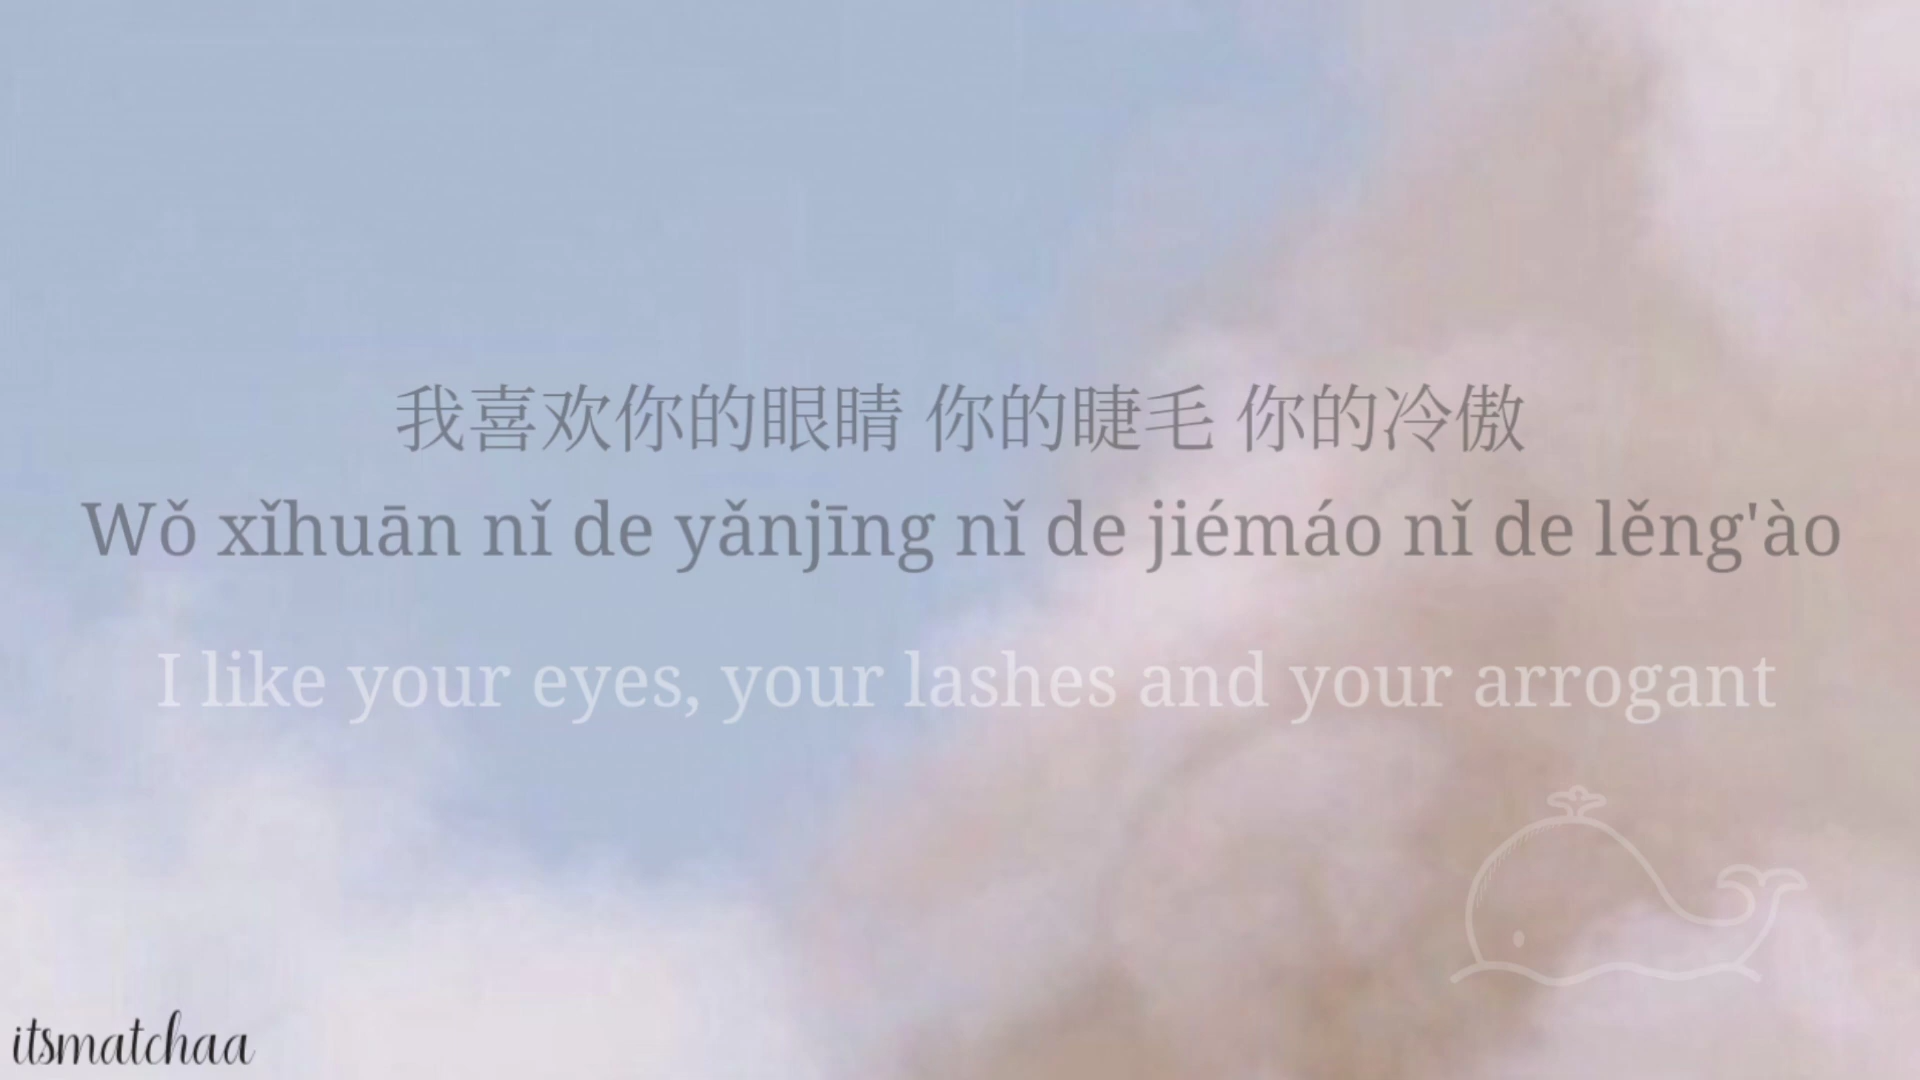 我喜欢你的眼睛 你的睫毛 你的冷傲
Wǒ xǐhuān nǐ de yǎnjīng nǐ de jiémáo nǐ de lěng'ào
I like your eyes, your lashes and your arrogant
itsmatchaa